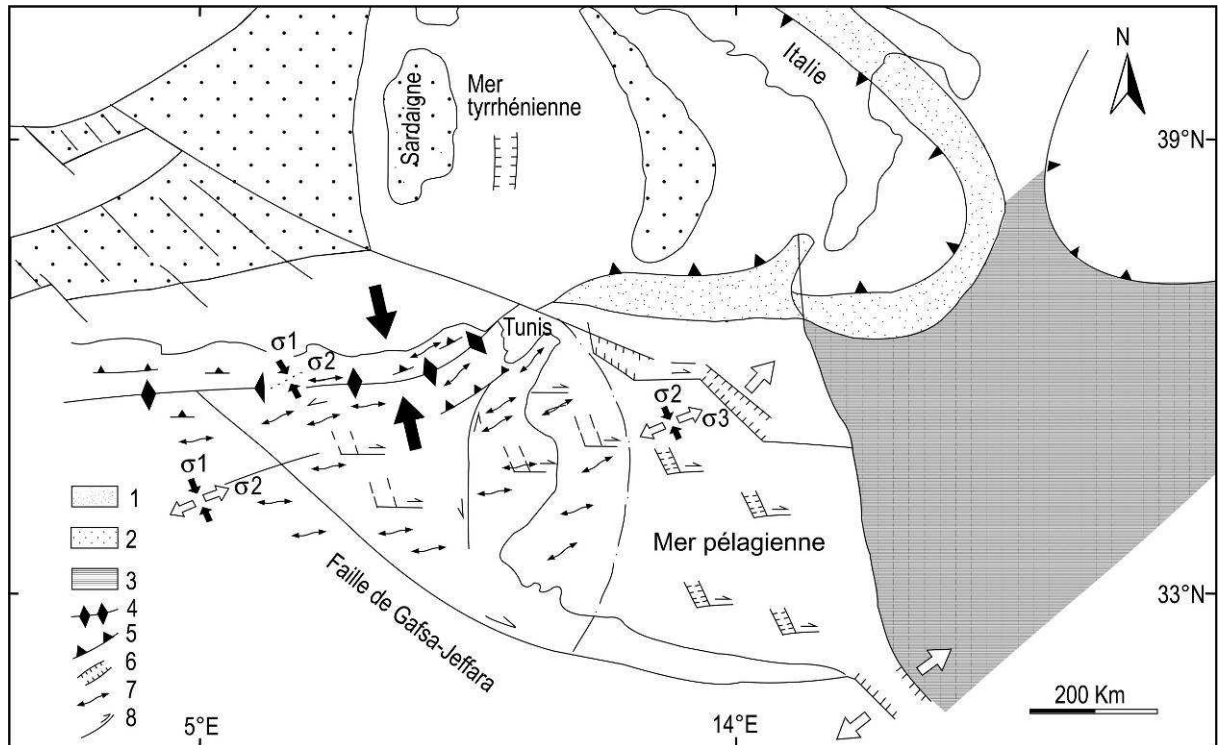 Italie
N
Mer
tyrrhénienne
Sardaigne
39°N
Tunis
σ1
σ2
σ2
σ3
σ1
σ2
1
2
3
4
5
6
7
8
Mer pélagienne
33°N
Faille de Gafsa-Jeffara
200 Km
5°E
14°E